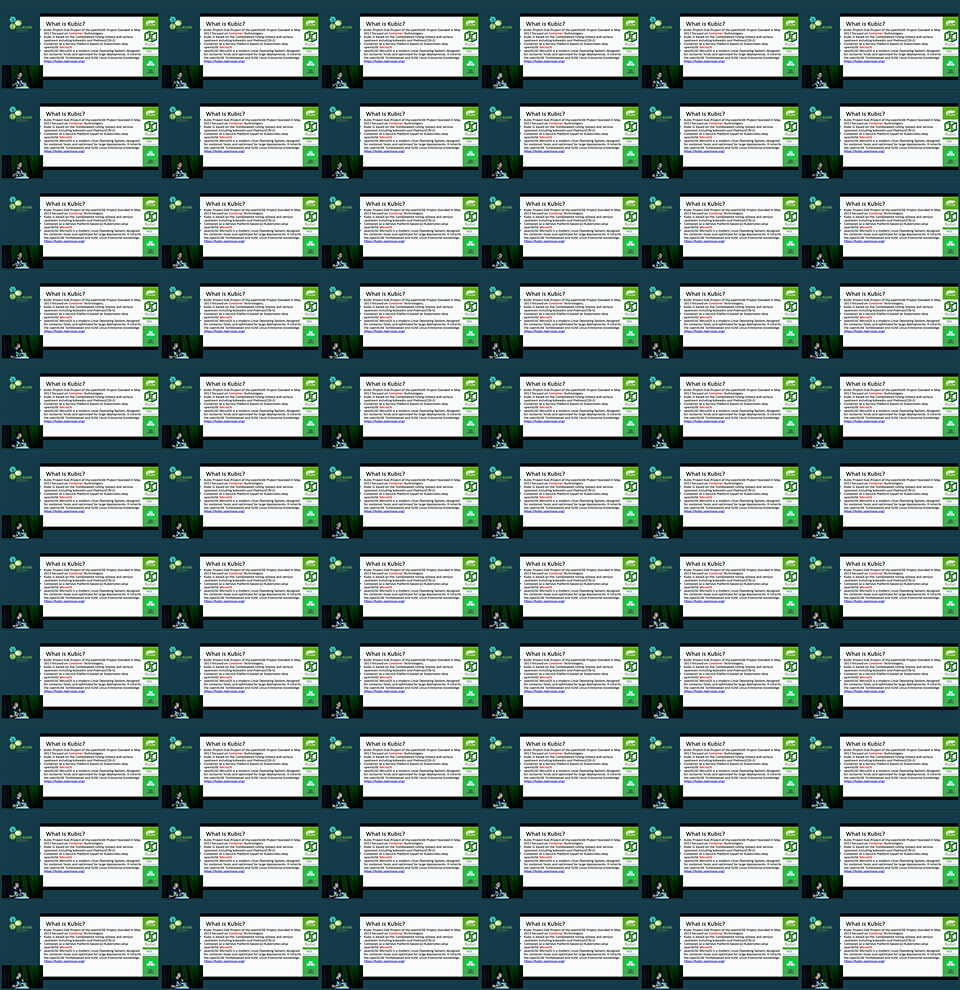 What is Kubic?
Kubic Project Sub-Project of the openSUSE Project founded in May
2017 focused on Container Technologies.
Kubic is based on the Tumbleweed rolling release and various
upstream including kubeadm and Podman/CRI-O.
Container as a Service Platform based on Kubernetes atop
openSUSE MicroOS
openSUSE MicroOS is a modern Linux Operating System, designed
for container hosts and optimized for large deployments. It inherits
the openSUSE Tumbleweed and SUSE Linux Enterprise knowledge.
https://kubic.opensuse.org/